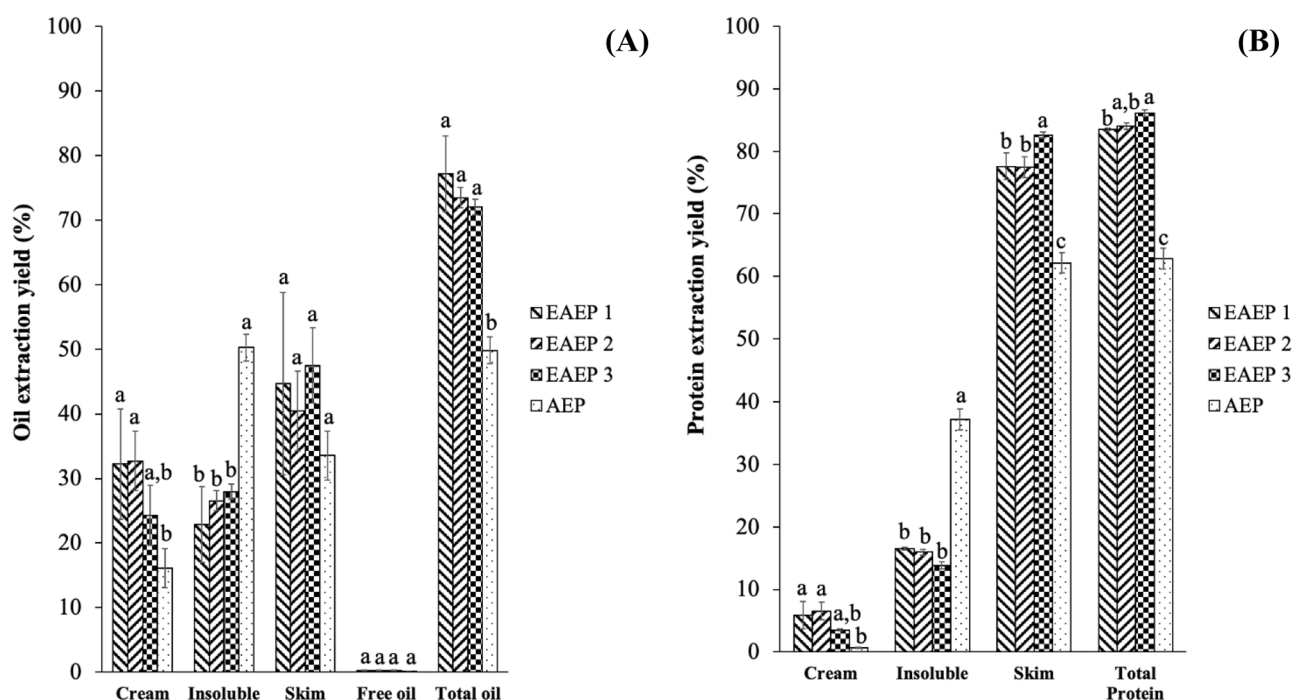 (A)
Oil extraction yield (%)
100
90
80
70
60
50
40
30
20
10
0
a a a,b b
b b b a
a a a a
a a a a
a a a b
Cream Insoluble Skim Free oil Total oil
EAEP 1
EAEP 2
EAEP 3
AEP
(B)
Protein extraction yield (%)
100
90
80
70
60
50
40
30
20
10
0
a a a,b b
b b b a
b b a c
b a,b a c
Cream Insoluble Skim Total
Protein
EAEP 1
EAEP 2
EAEP 3
AEP